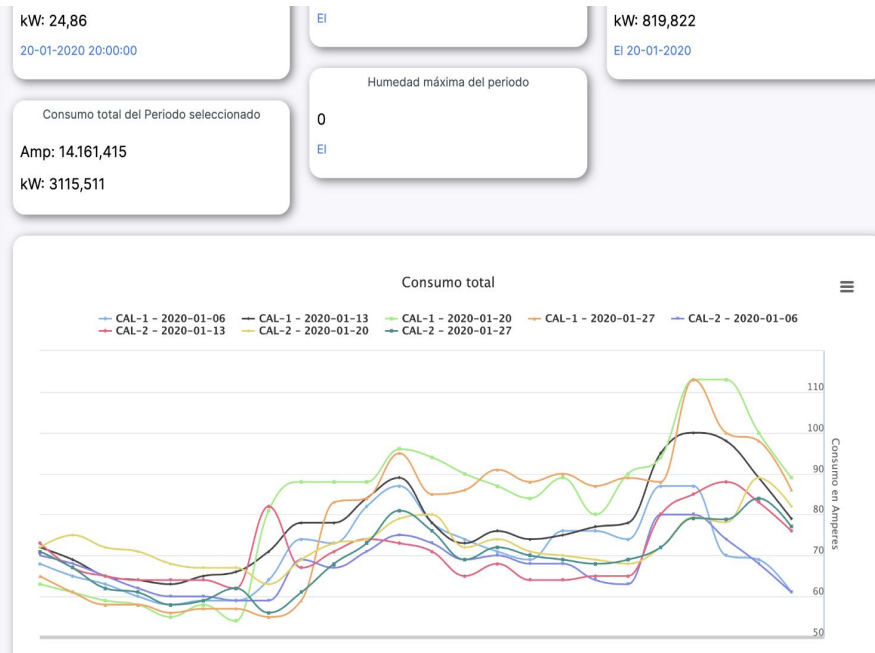 kW: 24,86
20-01-2020 20:00:00
El
kW: 819,822
El 20-01-2020
Consumo total del Periodo seleccionado
Amp: 14.161,415
kW: 3115,511
Humedad máxima del periodo
0
El
Consumo total
CAL-1 - 2020-01-06
CAL-1 - 2020-01-13
CAL-1 - 2020-01-20
CAL-1 - 2020-01-27
CAL-2 - 2020-01-06
CAL-2 - 2020-01-13
CAL-2 - 2020-01-20
CAL-2 - 2020-01-27
110
100
90
80
70
60
50
Consumo en Amperes